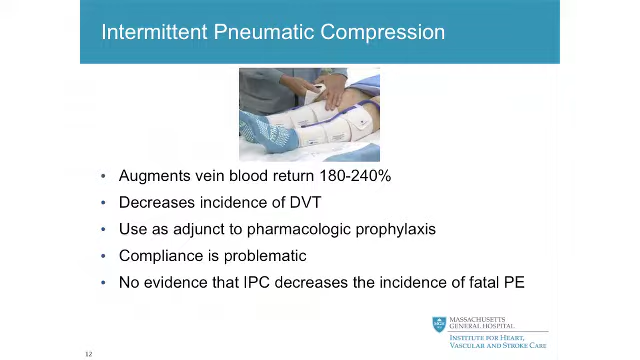 Intermittent Pneumatic Compression
• Augments vein blood return 180-240%
• Decreases incidence of DVT
• Use as adjunct to pharmacologic prophylaxis
• Compliance is problematic
• No evidence that IPC decreases the incidence of fatal PE
MASSACHUSETTS
GENERAL HOSPITAL
INSTITUTE FOR HEART,
VASCULAR AND STROKE CARE
12